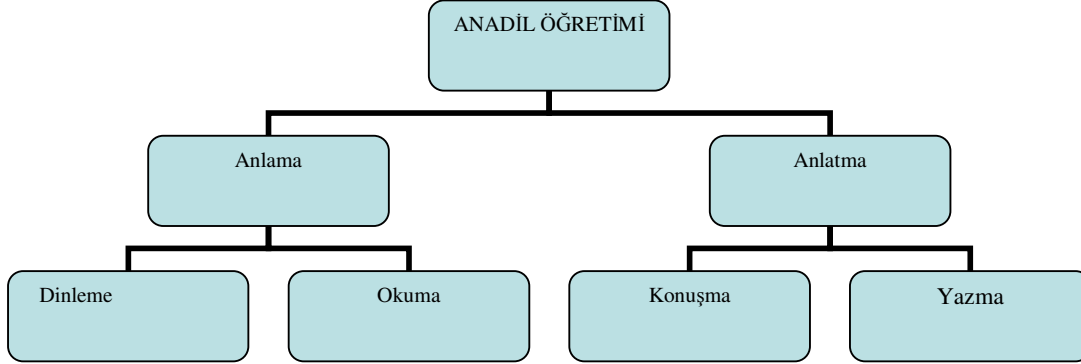 ANADİL ÖĞRETİMİ
Anlama
Anlatma
Dinleme
Okuma
Konuşma
Yazma